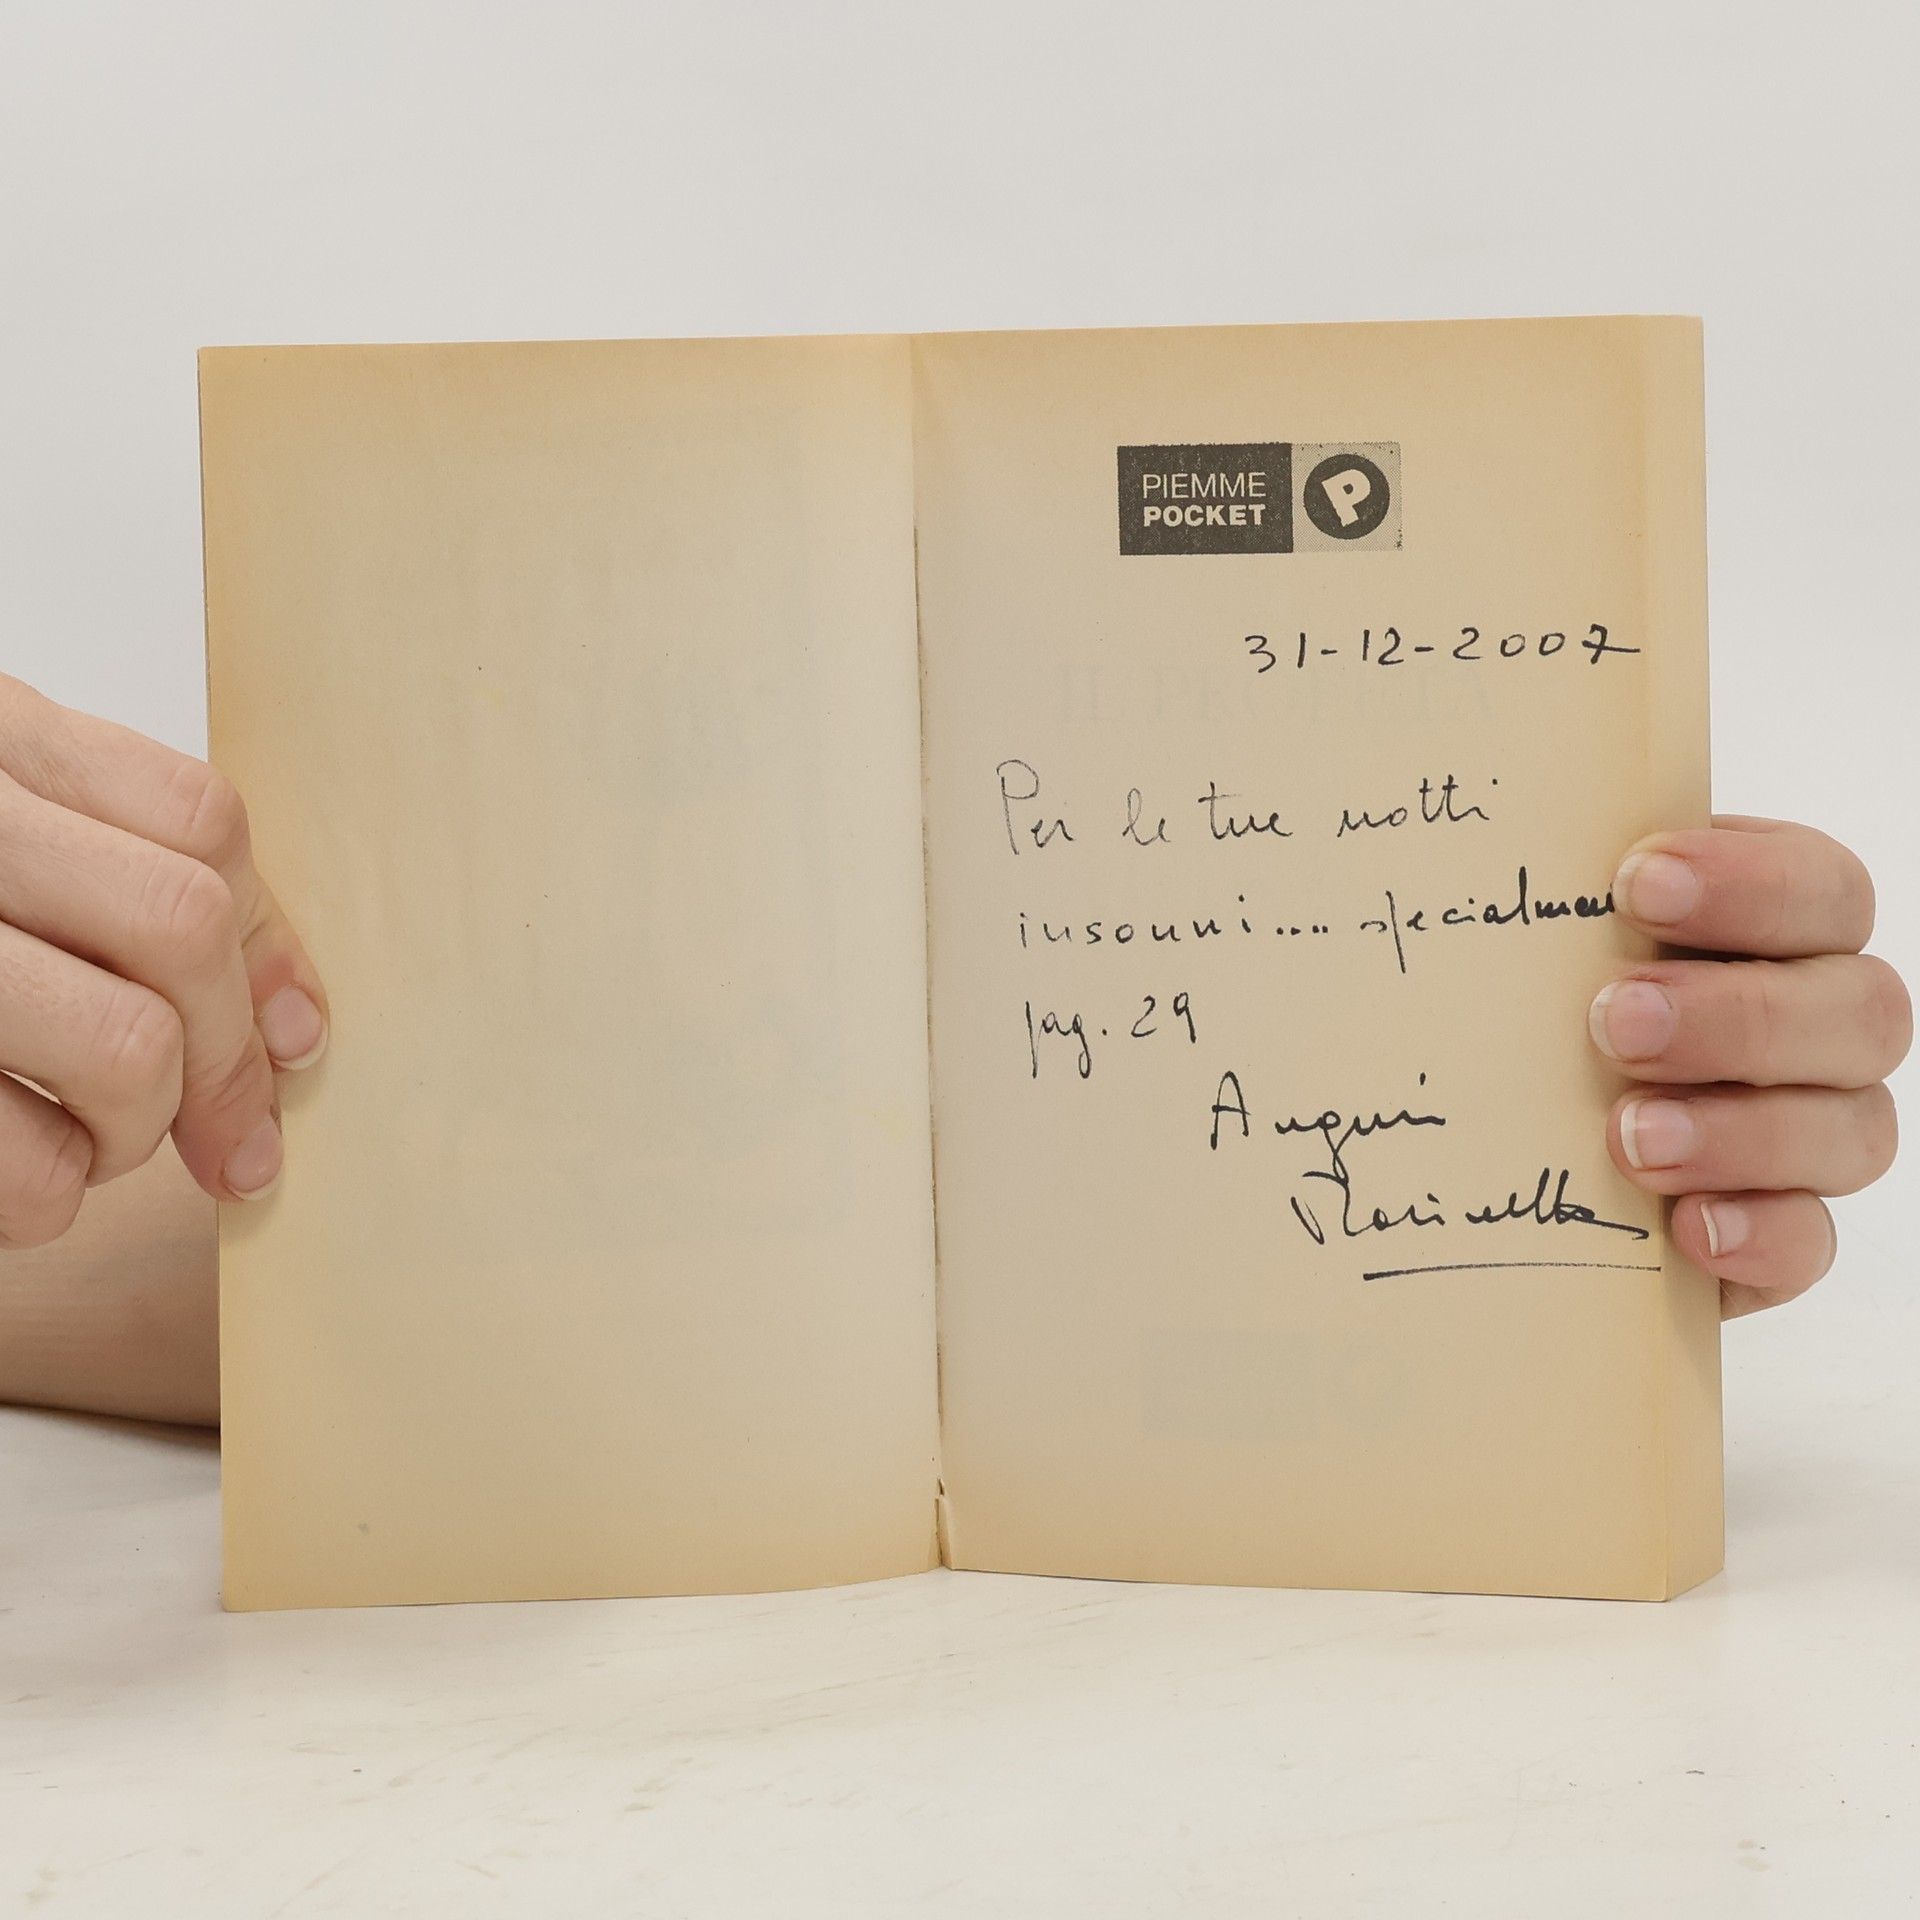 PIEMME
POCKET
P
31-12-2007
Per le tue notti
insonni.... specialmen
pag. 29
Auguri